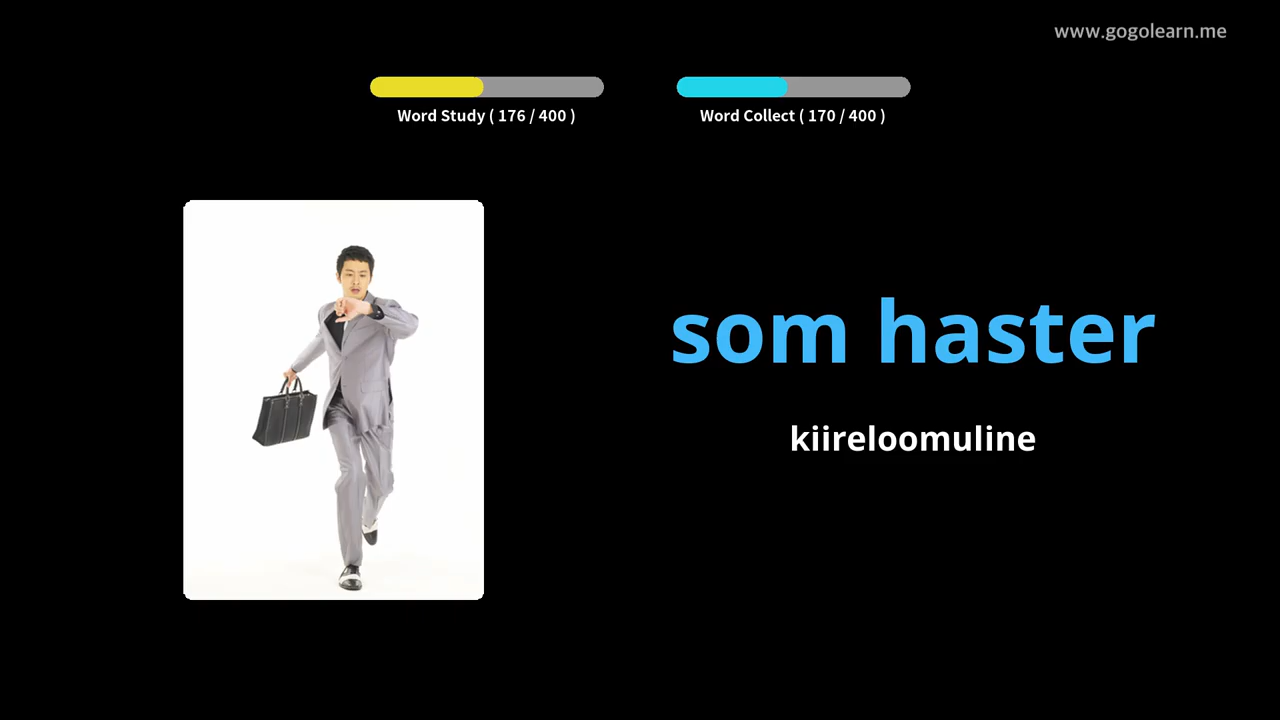 www.gogolearn.me
Word Study ( 176 / 400 )
Word Collect ( 170 / 400 )
som haster
kiireloomuline